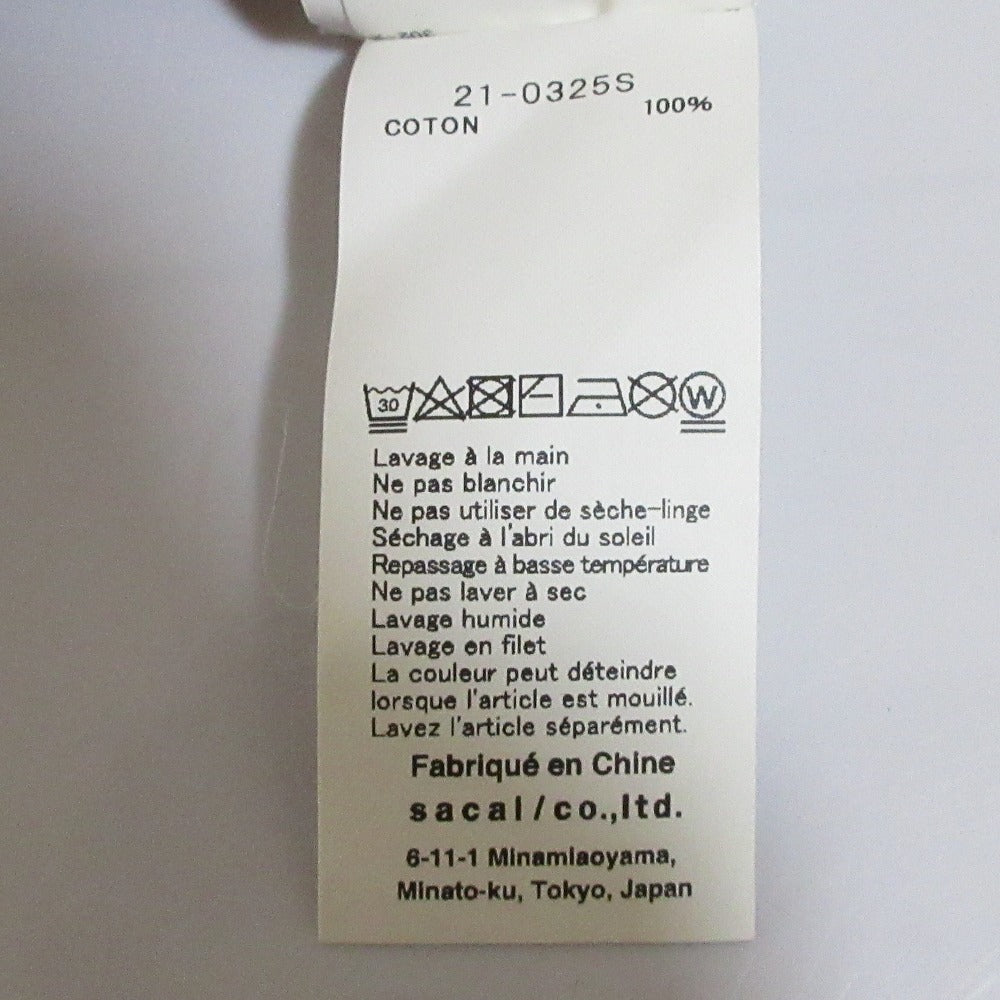 21-0325S
COTON 100%
30
W
Lavage à la main
Ne pas blanchir
Ne pas utiliser de sèche-linge
Séchage à l'abri du soleil
Repassage à basse température
Ne pas laver à sec
Lavage humide
Lavage en filet
La couleur peut déteindre
lorsque l'article est mouillé.
Lavez l'article séparément.
Fabriqué en Chine
sacai/co.,ltd.
6-11-1 Minamiaoyama,
Minato-ku, Tokyo, Japan